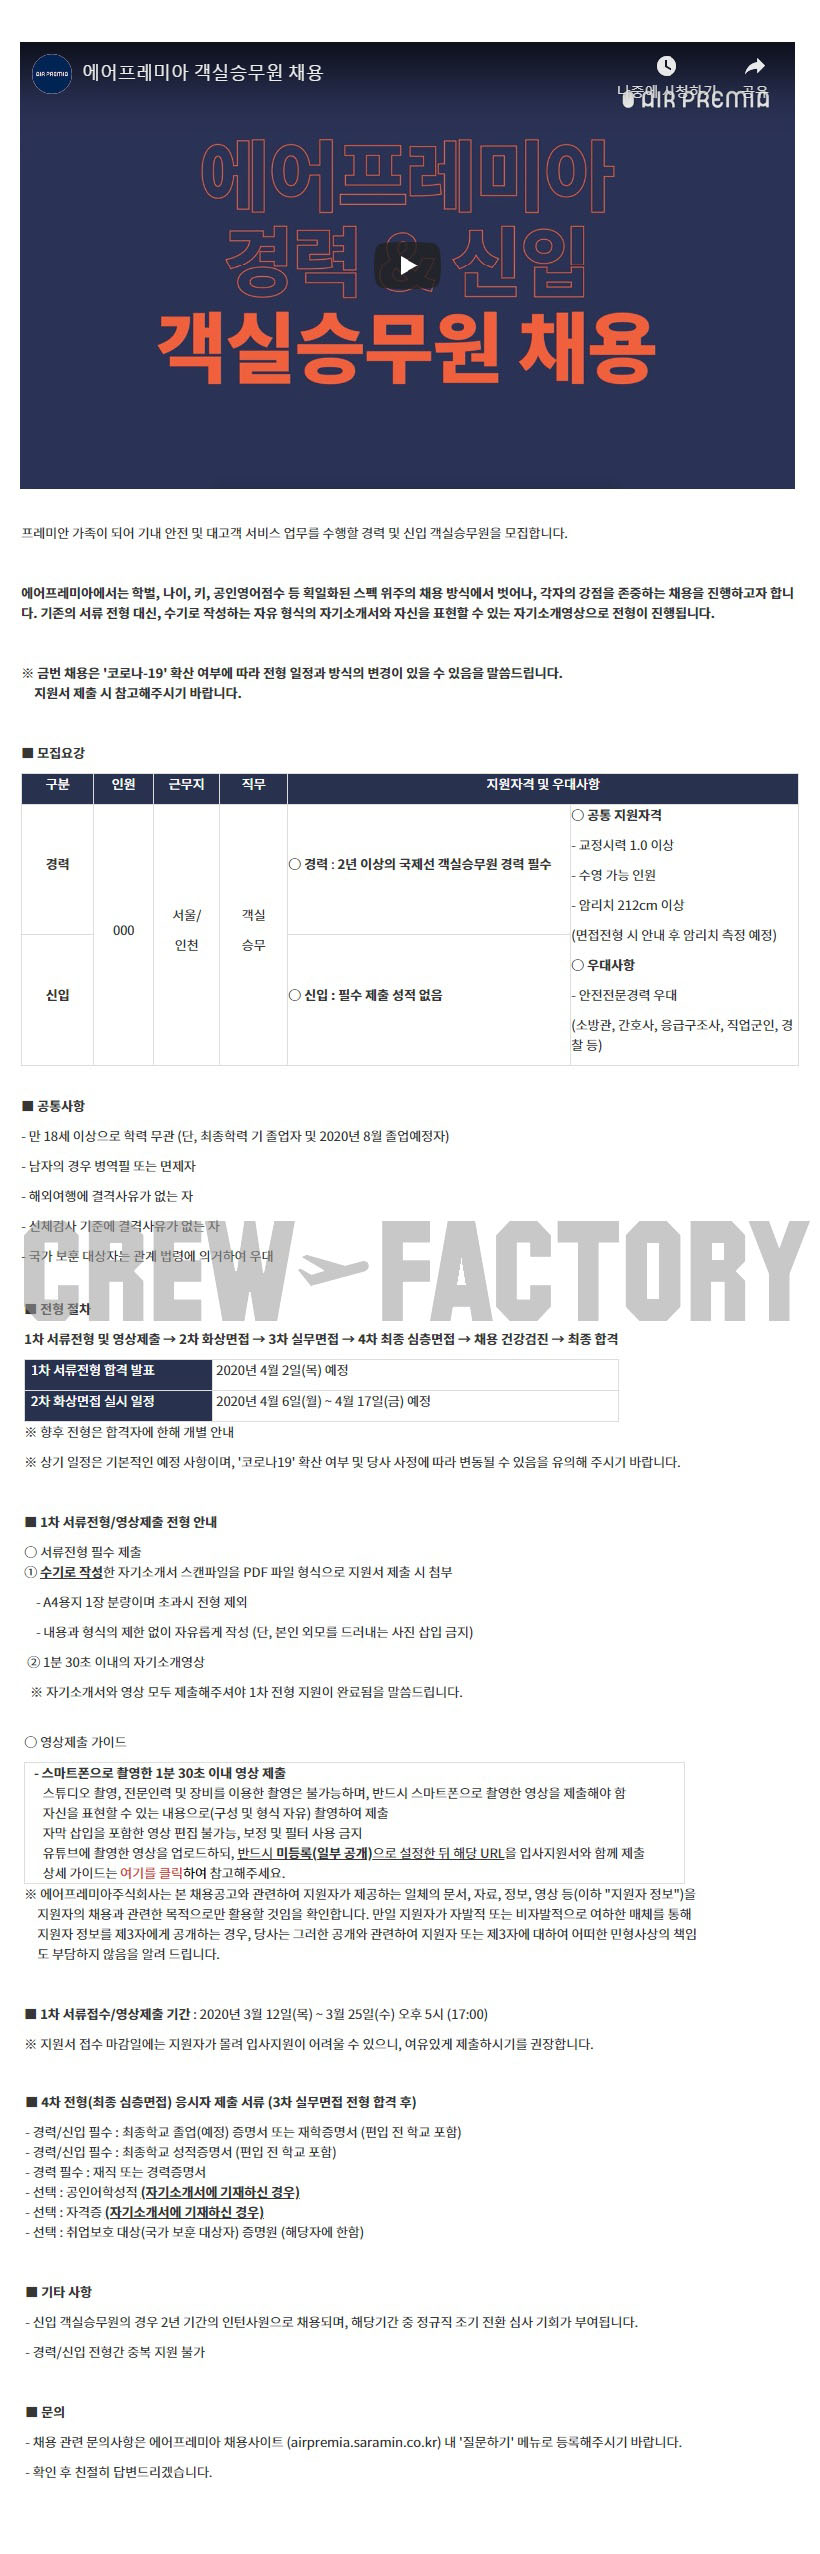 AIR PREMIA
에어프레미아 객실승무원 채용
나중에 시청하기
공유
AIR PREMIA
에어프레미아
경력 & 신입
객실승무원 채용
프레미안 가족이 되어 기내 안전 및 대고객 서비스 업무를 수행할 경력 및 신입 객실승무원을 모집합니다.
에어프레미아에서는 학벌, 나이, 키, 공인영어점수 등 획일화된 스펙 위주의 채용 방식에서 벗어나, 각자의 강점을 존중하는 채용을 진행하고자 합니
다. 기존의 서류 전형 대신, 수기로 작성하는 자유 형식의 자기소개서와 자신을 표현할 수 있는 자기소개영상으로 전형이 진행됩니다.
※ 금번 채용은 '코로나-19' 확산 여부에 따라 전형 일정과 방식의 변경이 있을 수 있음을 말씀드립니다.
지원서 제출 시 참고해주시기 바랍니다.
■ 모집요강
구분 인원 근무지 직무 지원자격 및 우대사항
경력
000
서울/
인천
객실
승무
○ 경력 : 2년 이상의 국제선 객실승무원 경력 필수
○ 공통 지원자격
- 교정시력 1.0 이상
- 수영 가능 인원
- 암리치 212cm 이상
(면접전형 시 안내 후 암리치 측정 예정)
○ 우대사항
- 안전전문경력 우대
(소방관, 간호사, 응급구조사, 직업군인, 경
찰 등)
신입
○ 신입 : 필수 제출 성적 없음
■ 공통사항
- 만 18세 이상으로 학력 무관 (단, 최종학력 기 졸업자 및 2020년 8월 졸업예정자)
- 남자의 경우 병역필 또는 면제자
- 해외여행에 결격사유가 없는 자
- 신체검사 기준에 결격사유가 없는 자
- 국가 보훈 대상자는 관계 법령에 의거하여 우대
CREW FACTORY
■ 전형 절차
1차 서류전형 및 영상제출 → 2차 화상면접 → 3차 실무면접 → 4차 최종 심층면접 → 채용 건강검진 → 최종 합격
1차 서류전형 합격 발표 2020년 4월 2일(목) 예정
2차 화상면접 실시 일정 2020년 4월 6일(월) ~ 4월 17일(금) 예정
※ 향후 전형은 합격자에 한해 개별 안내
※ 상기 일정은 기본적인 예정 사항이며, '코로나19' 확산 여부 및 당사 사정에 따라 변동될 수 있음을 유의해 주시기 바랍니다.
■ 1차 서류전형/영상제출 전형 안내
○ 서류전형 필수 제출
① 수기로 작성한 자기소개서 스캔파일을 PDF 파일 형식으로 지원서 제출 시 첨부
- A4용지 1장 분량이며 초과시 전형 제외
- 내용과 형식의 제한 없이 자유롭게 작성 (단, 본인 외모를 드러내는 사진 삽입 금지)
② 1분 30초 이내의 자기소개영상
※ 자기소개서와 영상 모두 제출해주셔야 1차 전형 지원이 완료됨을 말씀드립니다.
○ 영상제출 가이드
- 스마트폰으로 촬영한 1분 30초 이내 영상 제출
스튜디오 촬영, 전문인력 및 장비를 이용한 촬영은 불가능하며, 반드시 스마트폰으로 촬영한 영상을 제출해야 함
자신을 표현할 수 있는 내용으로(구성 및 형식 자유) 촬영하여 제출
자막 삽입을 포함한 영상 편집 불가능, 보정 및 필터 사용 금지
유튜브에 촬영한 영상을 업로드하되, 반드시 미등록(일부 공개)으로 설정한 뒤 해당 URL을 입사지원서와 함께 제출
상세 가이드는 여기를 클릭하여 참고해주세요.
※ 에어프레미아주식회사는 본 채용공고와 관련하여 지원자가 제공하는 일체의 문서, 자료, 정보, 영상 등(이하 "지원자 정보")을
지원자의 채용과 관련한 목적으로만 활용할 것임을 확인합니다. 만일 지원자가 자발적 또는 비자발적으로 여하한 매체를 통해
지원자 정보를 제3자에게 공개하는 경우, 당사는 그러한 공개와 관련하여 지원자 또는 제3자에 대하여 어떠한 민형사상의 책임
도 부담하지 않음을 알려 드립니다.
■ 1차 서류접수/영상제출 기간 : 2020년 3월 12일(목) ~ 3월 25일(수) 오후 5시 (17:00)
※ 지원서 접수 마감일에는 지원자가 몰려 입사지원이 어려울 수 있으니, 여유있게 제출하시기를 권장합니다.
■ 4차 전형(최종 심층면접) 응시자 제출 서류 (3차 실무면접 전형 합격 후)
- 경력/신입 필수 : 최종학교 졸업(예정) 증명서 또는 재학증명서 (편입 전 학교 포함)
- 경력/신입 필수 : 최종학교 성적증명서 (편입 전 학교 포함)
- 경력 필수 : 재직 또는 경력증명서
- 선택 : 공인어학성적 (자기소개서에 기재하신 경우)
- 선택 : 자격증 (자기소개서에 기재하신 경우)
- 선택 : 취업보호 대상(국가 보훈 대상자) 증명원 (해당자에 한함)
■ 기타 사항
- 신입 객실승무원의 경우 2년 기간의 인턴사원으로 채용되며, 해당기간 중 정규직 조기 전환 심사 기회가 부여됩니다.
- 경력/신입 전형간 중복 지원 불가
■ 문의
- 채용 관련 문의사항은 에어프레미아 채용사이트 (airpremia.saramin.co.kr) 내 '질문하기' 메뉴로 등록해주시기 바랍니다.
- 확인 후 친절히 답변드리겠습니다.